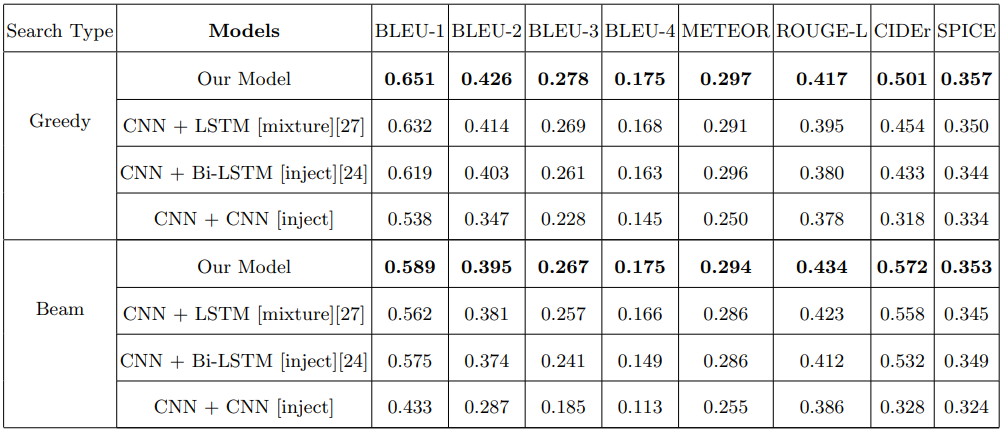 Search Type Models BLEU-1 BLEU-2 BLEU-3 BLEU-4 METEOR ROUGE-L CIDEr SPICE
Greedy
Our Model 0.651 0.426 0.278 0.175 0.297 0.417 0.501 0.357
CNN + LSTM [mixture][27] 0.632 0.414 0.269 0.168 0.291 0.395 0.454 0.350
CNN + Bi-LSTM [inject][24] 0.619 0.403 0.261 0.163 0.296 0.380 0.433 0.344
CNN + CNN [inject] 0.538 0.347 0.228 0.145 0.250 0.378 0.318 0.334
Beam
Our Model 0.589 0.395 0.267 0.175 0.294 0.434 0.572 0.353
CNN + LSTM [mixture][27] 0.562 0.381 0.257 0.166 0.286 0.423 0.558 0.345
CNN + Bi-LSTM [inject][24] 0.575 0.374 0.241 0.149 0.286 0.412 0.532 0.349
CNN + CNN [inject] 0.433 0.287 0.185 0.113 0.255 0.386 0.328 0.324